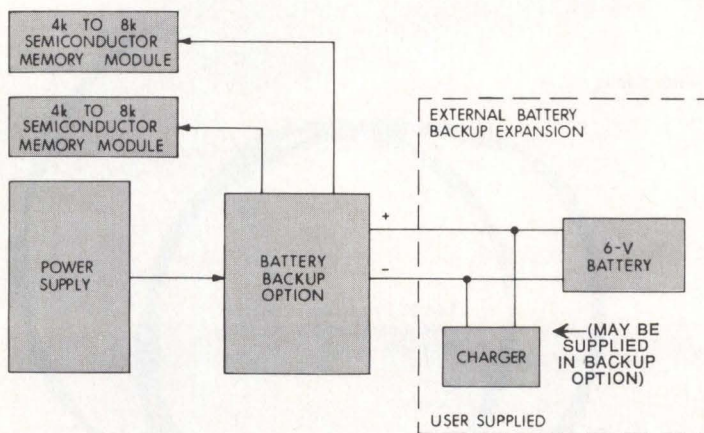 4k TO 8k
SEMICONDUCTOR
MEMORY MODULE
4k TO 8k
SEMICONDUCTOR
MEMORY MODULE
POWER
SUPPLY
BATTERY
BACKUP
OPTION
+
−
EXTERNAL BATTERY
BACKUP EXPANSION
6-V
BATTERY
CHARGER
(MAY BE
SUPPLIED
IN BACKUP
OPTION)
USER SUPPLIED